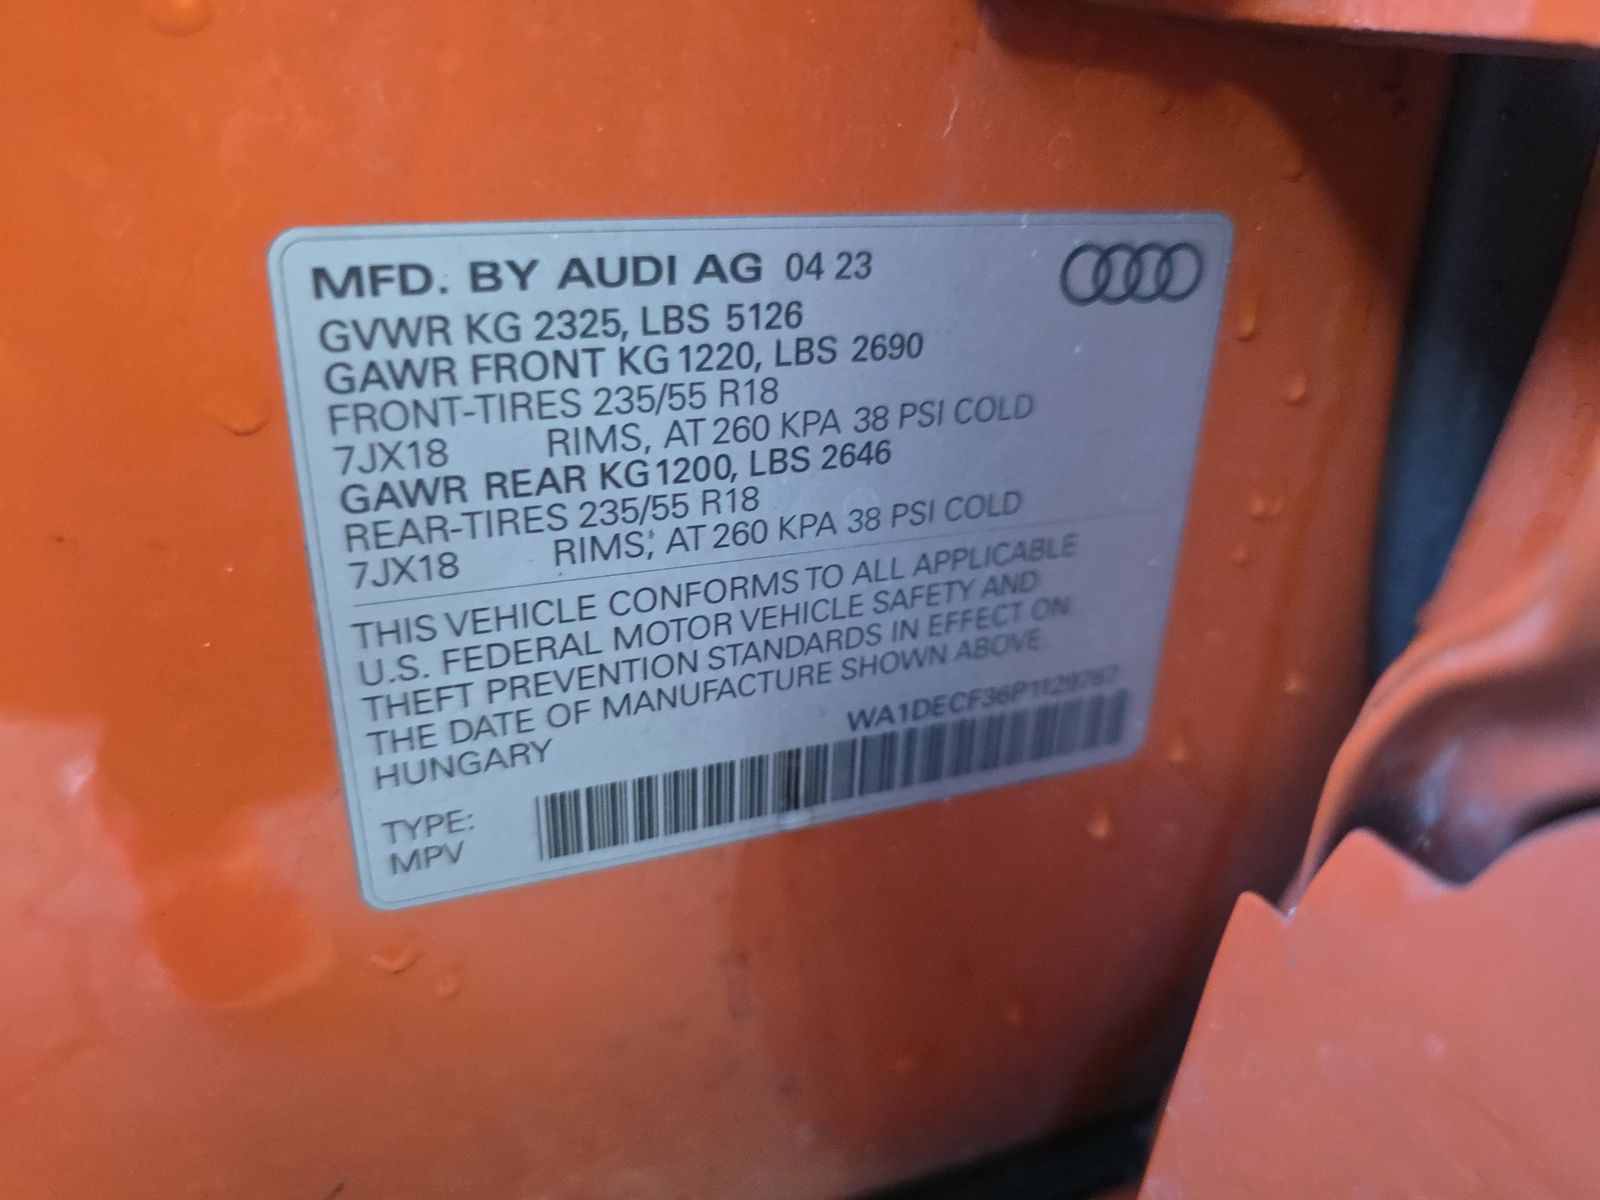 MFD. BY AUDI AG 04 23
GVWR KG 2325, LBS 5126
GAWR FRONT KG 1220, LBS 2690
FRONT-TIRES 235/55 R18
7JX18 RIMS, AT 260 KPA 38 PSI COLD
GAWR REAR KG 1200, LBS 2646
REAR-TIRES 235/55 R18
7JX18 RIMS, AT 260 KPA 38 PSI COLD
THIS VEHICLE CONFORMS TO ALL APPLICABLE
U.S. FEDERAL MOTOR VEHICLE SAFETY AND
THEFT PREVENTION STANDARDS IN EFFECT ON
THE DATE OF MANUFACTURE SHOWN ABOVE.
HUNGARY WA1DECF36P1129767
TYPE:
MPV